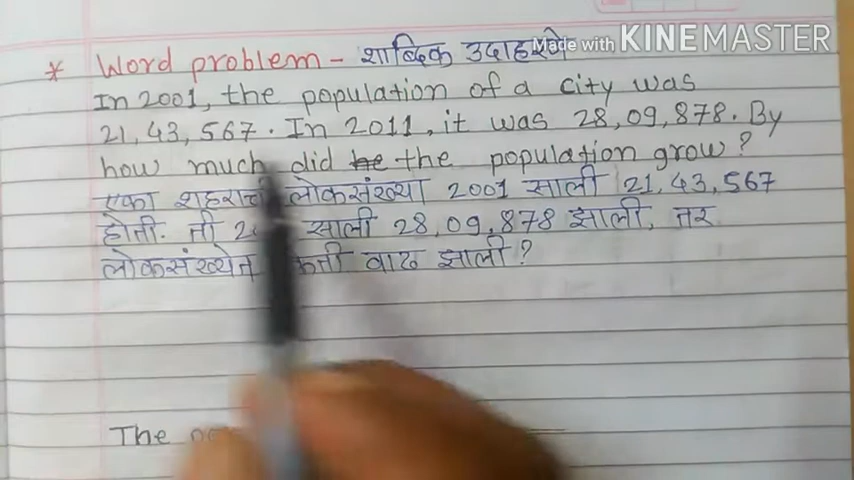 Made with KINEMASTER
* Word problem - शाब्दिक उदाहरणे
In 2001, the population of a city was
21,43,567. In 2011, it was 28,09,878. By
how much did he the population grow?
एका शहराची लोकसंख्या 2001 साली 21,43,567
होती. ती साली 28,09,878 झाली, तर
लोकसंख्येत वाढ झाली?
The